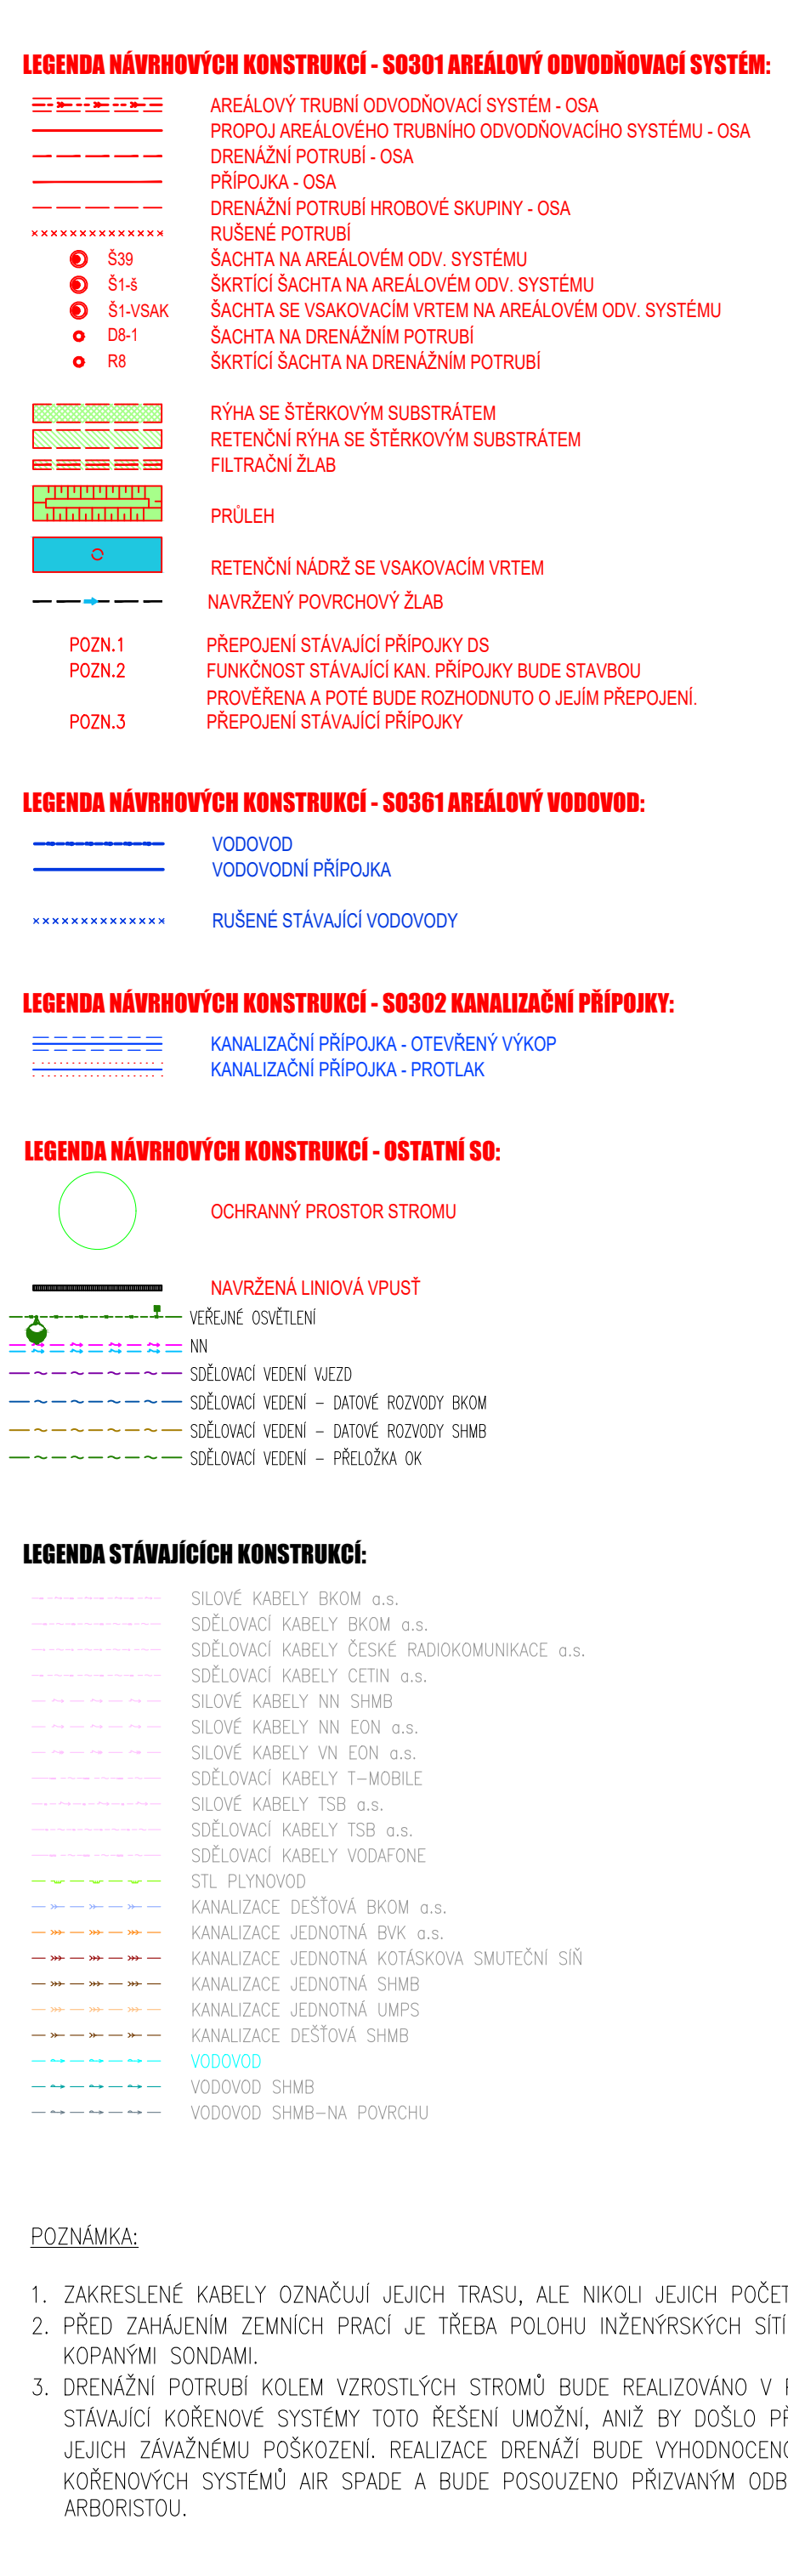 LEGENDA NÁVRHOVÝCH KONSTRUKCÍ - SO301 AREÁLOVÝ ODVODŇOVACÍ SYSTÉM:
AREÁLOVÝ TRUBNÍ ODVODŇOVACÍ SYSTÉM - OSA
PROPOJ AREÁLOVÉHO TRUBNÍHO ODVODŇOVACÍHO SYSTÉMU - OSA
DRENÁŽNÍ POTRUBÍ - OSA
PŘÍPOJKA - OSA
DRENÁŽNÍ POTRUBÍ HROBOVÉ SKUPINY - OSA
RUŠENÉ POTRUBÍ
Š39 ŠACHTA NA AREÁLOVÉM ODV. SYSTÉMU
Š1-š ŠKRTÍCÍ ŠACHTA NA AREÁLOVÉM ODV. SYSTÉMU
Š1-VSAK ŠACHTA SE VSAKOVACÍM VRTEM NA AREÁLOVÉM ODV. SYSTÉMU
D8-1 ŠACHTA NA DRENÁŽNÍM POTRUBÍ
R8 ŠKRTÍCÍ ŠACHTA NA DRENÁŽNÍM POTRUBÍ
RÝHA SE ŠTĚRKOVÝM SUBSTRÁTEM
RETENČNÍ RÝHA SE ŠTĚRKOVÝM SUBSTRÁTEM
FILTRAČNÍ ŽLAB
PRŮLEH
RETENČNÍ NÁDRŽ SE VSAKOVACÍM VRTEM
NAVRŽENÝ POVRCHOVÝ ŽLAB
POZN.1 PŘEPOJENÍ STÁVAJÍCÍ PŘÍPOJKY DS
POZN.2 FUNKČNOST STÁVAJÍCÍ KAN. PŘÍPOJKY BUDE STAVBOU
PROVĚŘENA A POTÉ BUDE ROZHODNUTO O JEJÍM PŘEPOJENÍ.
POZN.3 PŘEPOJENÍ STÁVAJÍCÍ PŘÍPOJKY
LEGENDA NÁVRHOVÝCH KONSTRUKCÍ - SO361 AREÁLOVÝ VODOVOD:
VODOVOD
VODOVODNÍ PŘÍPOJKA
RUŠENÉ STÁVAJÍCÍ VODOVODY
LEGENDA NÁVRHOVÝCH KONSTRUKCÍ - SO302 KANALIZAČNÍ PŘÍPOJKY:
KANALIZAČNÍ PŘÍPOJKA - OTEVŘENÝ VÝKOP
KANALIZAČNÍ PŘÍPOJKA - PROTLAK
LEGENDA NÁVRHOVÝCH KONSTRUKCÍ - OSTATNÍ SO:
OCHRANNÝ PROSTOR STROMU
NAVRŽENÁ LINIOVÁ VPUSŤ
VEŘEJNÉ OSVĚTLENÍ
NN
SDĚLOVACÍ VEDENÍ VJEZD
SDĚLOVACÍ VEDENÍ - DATOVÉ ROZVODY BKOM
SDĚLOVACÍ VEDENÍ - DATOVÉ ROZVODY SHMB
SDĚLOVACÍ VEDENÍ - PŘELOŽKA OK
LEGENDA STÁVAJÍCÍCH KONSTRUKCÍ:
SILOVÉ KABELY BKOM a.s.
SDĚLOVACÍ KABELY BKOM a.s.
SDĚLOVACÍ KABELY ČESKÉ RADIOKOMUNIKACE a.s.
SDĚLOVACÍ KABELY CETIN a.s.
SILOVÉ KABELY NN SHMB
SILOVÉ KABELY NN EON a.s.
SILOVÉ KABELY VN EON a.s.
SDĚLOVACÍ KABELY T-MOBILE
SILOVÉ KABELY TSB a.s.
SDĚLOVACÍ KABELY TSB a.s.
SDĚLOVACÍ KABELY VODAFONE
STL PLYNOVOD
KANALIZACE DEŠŤOVÁ BKOM a.s.
KANALIZACE JEDNOTNÁ BVK a.s.
KANALIZACE JEDNOTNÁ KOTÁSKOVA SMUTEČNÍ SÍŇ
KANALIZACE JEDNOTNÁ SHMB
KANALIZACE JEDNOTNÁ UMPS
KANALIZACE DEŠŤOVÁ SHMB
VODOVOD
VODOVOD SHMB
VODOVOD SHMB-NA POVRCHU
POZNÁMKA:
1. ZAKRESLENÉ KABELY OZNAČUJÍ JEJICH TRASU, ALE NIKOLI JEJICH POČET
2. PŘED ZAHÁJENÍM ZEMNÍCH PRACÍ JE TŘEBA POLOHU INŽENÝRSKÝCH SÍTÍ
KOPANÝMI SONDAMI.
3. DRENÁŽNÍ POTRUBÍ KOLEM VZROSTLÝCH STROMŮ BUDE REALIZOVÁNO V
STÁVAJÍCÍ KOŘENOVÉ SYSTÉMY TOTO ŘEŠENÍ UMOŽNÍ, ANIŽ BY DOŠLO
JEJICH ZÁVAŽNÉMU POŠKOZENÍ. REALIZACE DRENÁŽÍ BUDE VYHODNOCENO
KOŘENOVÝCH SYSTÉMŮ AIR SPADE A BUDE POSOUZENO PŘIZVANÝM ODB
ARBORISTOU.